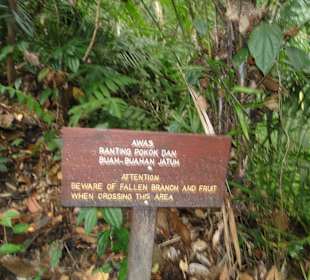 AWAS
RANTING POKOK DAN
BUAH-BUAHAN JATUH
ATTENTION
BEWARE OF FALLEN BRANCH AND FRUIT
WHEN CROSSING THIS AREA